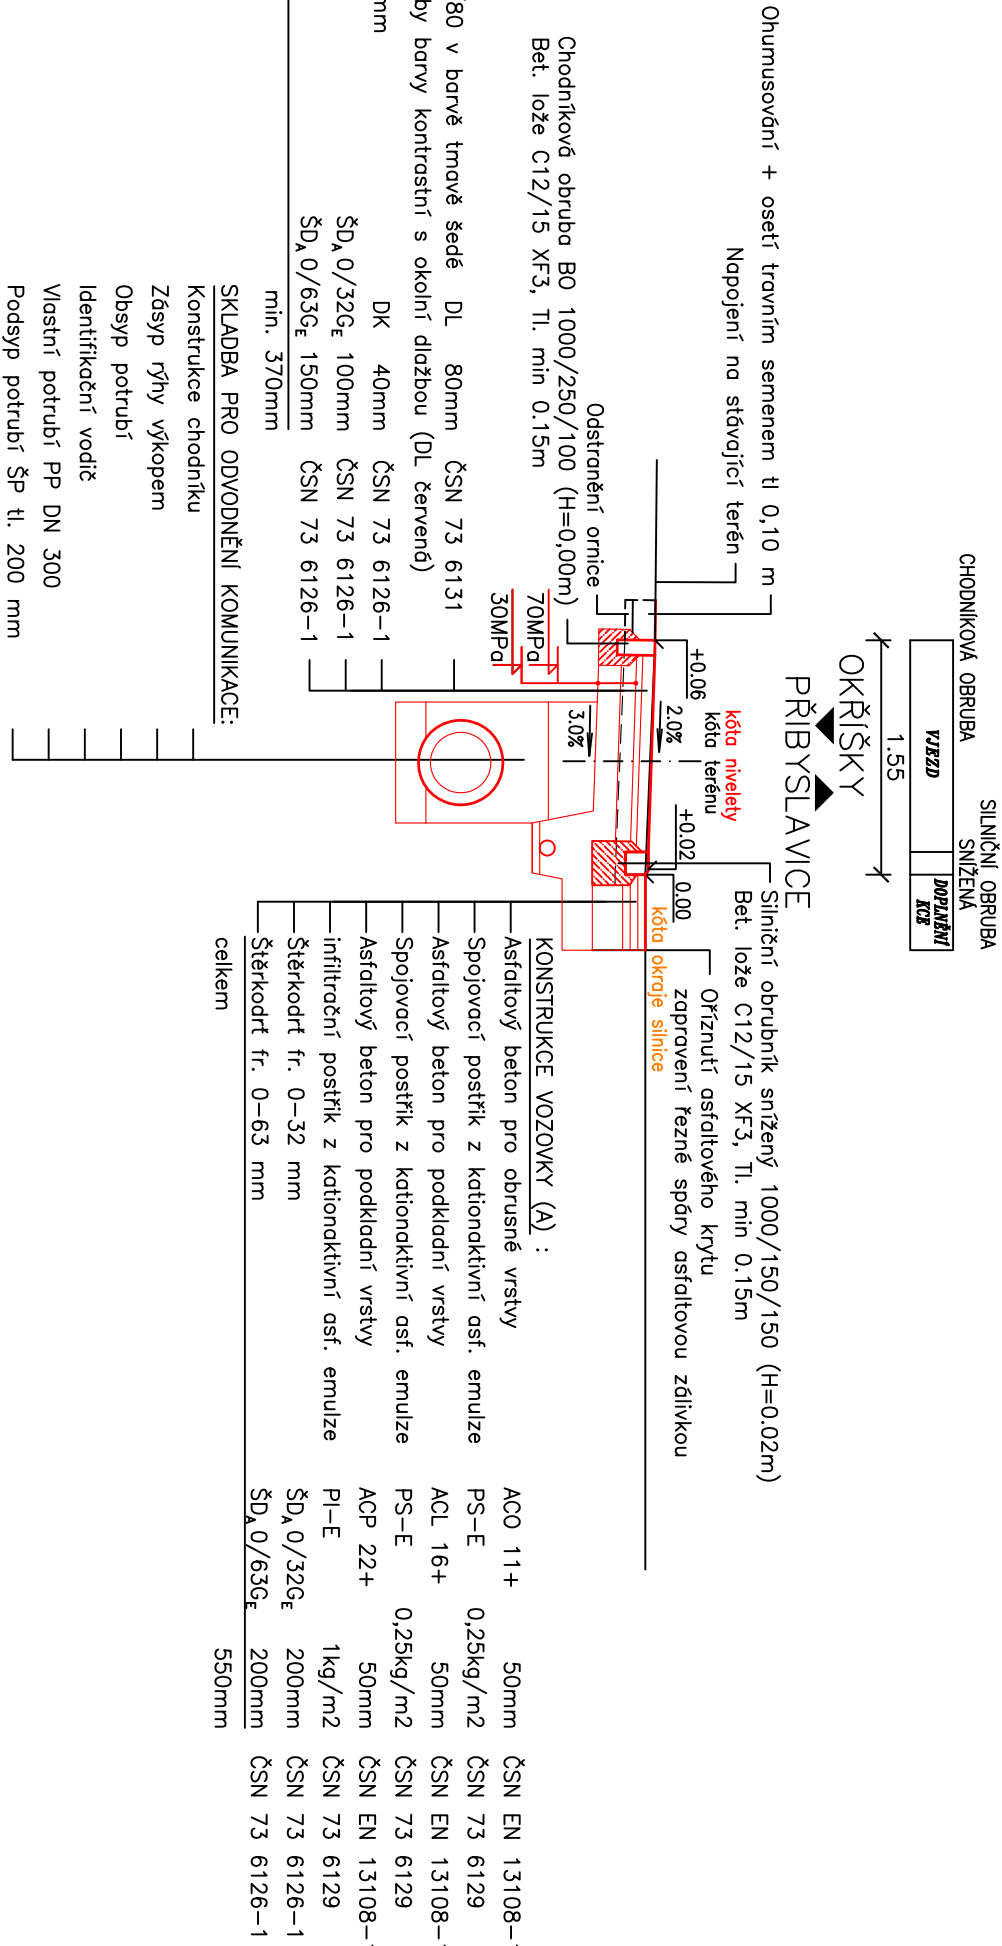 CHODNÍKOVÁ OBRUBA
SILNIČNÍ OBRUBA
SNÍŽENÁ
VJEZD
DOPLNĚNÍ
KCE
1.55
OKŘÍŠKY
PŘIBYSLAVICE
Ohumusování + osetí travním semenem tl 0,10 m
Napojení na stávající terén
Odstranění ornice
Chodníková obruba BO 1000/250/100 (H=0,00m)
Bet. lože C12/15 XF3, Tl. min 0.15m
Silniční obrubník snížený 1000/150/150 (H=0.02m)
Bet. lože C12/15 XF3, Tl. min 0.15m
Oříznutí asfaltového krytu
zapravení řezné spáry asfaltovou zálivkou
kóta nivelety
kóta terénu
kóta okraje silnice
+0.06
+0.02
0.00
2.0%
3.0%
70MPa
30MPa
80 v barvě tmavě šedé DL 80mm ČSN 73 6131
by barvy kontrastní s okolní dlažbou (DL červená)
mm DK 40mm ČSN 73 6126-1
ŠDA 0/32GE 100mm ČSN 73 6126-1
ŠDA 0/63GE 150mm ČSN 73 6126-1
min. 370mm
SKLADBA PRO ODVODNĚNÍ KOMUNIKACE:
Konstrukce chodníku
Zásyp rýhy výkopem
Obsyp potrubí
Identifikační vodič
Vlastní potrubí PP DN 300
Podsyp potrubí ŠP tl. 200 mm
KONSTRUKCE VOZOVKY (A) :
Asfaltový beton pro obrusné vrstvy ACO 11+ 50mm ČSN EN 13108-
Spojovací postřik z kationaktivní asf. emulze PS-E 0,25kg/m2 ČSN 73 6129
Asfaltový beton pro podkladní vrstvy ACL 16+ 50mm ČSN EN 13108-
Spojovací postřik z kationaktivní asf. emulze PS-E 0,25kg/m2 ČSN 73 6129
Asfaltový beton pro podkladní vrstvy ACP 22+ 50mm ČSN EN 13108-
infiltrační postřik z kationaktivní asf. emulze PI-E 1kg/m2 ČSN 73 6129
Štěrkodrť fr. 0-32 mm ŠDA 0/32GE 200mm ČSN 73 6126-1
Štěrkodrť fr. 0-63 mm ŠDA 0/63GE 200mm ČSN 73 6126-1
celkem 550mm